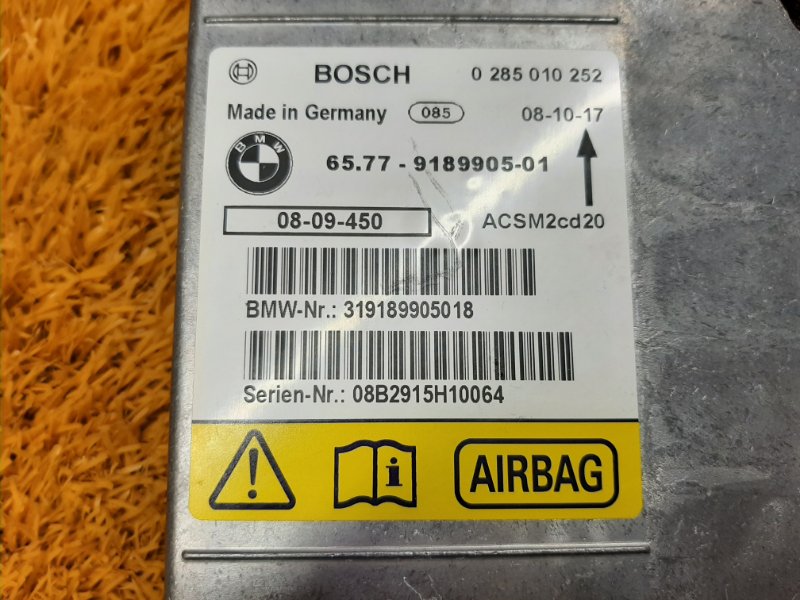 BOSCH 0 285 010 252
Made in Germany 085 08-10-17
BMW 65.77 - 9189905-01
08-09-450 ACSM2cd20
BMW-Nr.: 319189905018
Serien-Nr.: 08B2915H10064
AIRBAG